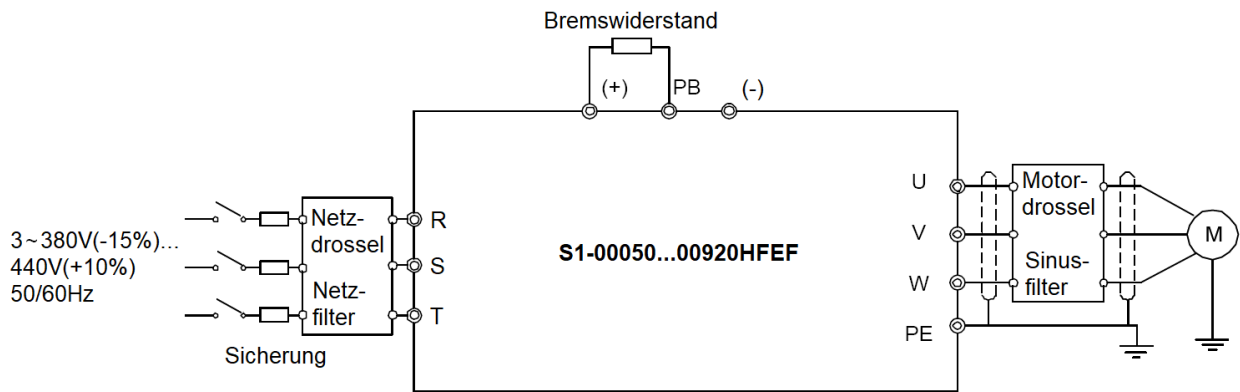 Bremswiderstand
(+)
PB
(-)
3~380V(-15%)...
440V(+10%)
50/60Hz
Sicherung
Netz-
drossel
Netz-
filter
R
S
T
S1-00050...00920HFEF
U
V
W
PE
Motor-
drossel
Sinus-
filter
M